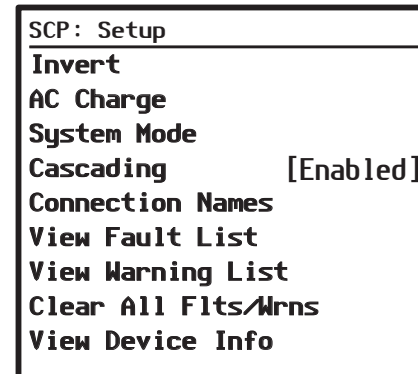 SCP: Setup
Invert
AC Charge
System Mode
Cascading [Enabled]
Connection Names
View Fault List
View Warning List
Clear All Flts/Wrns
View Device Info